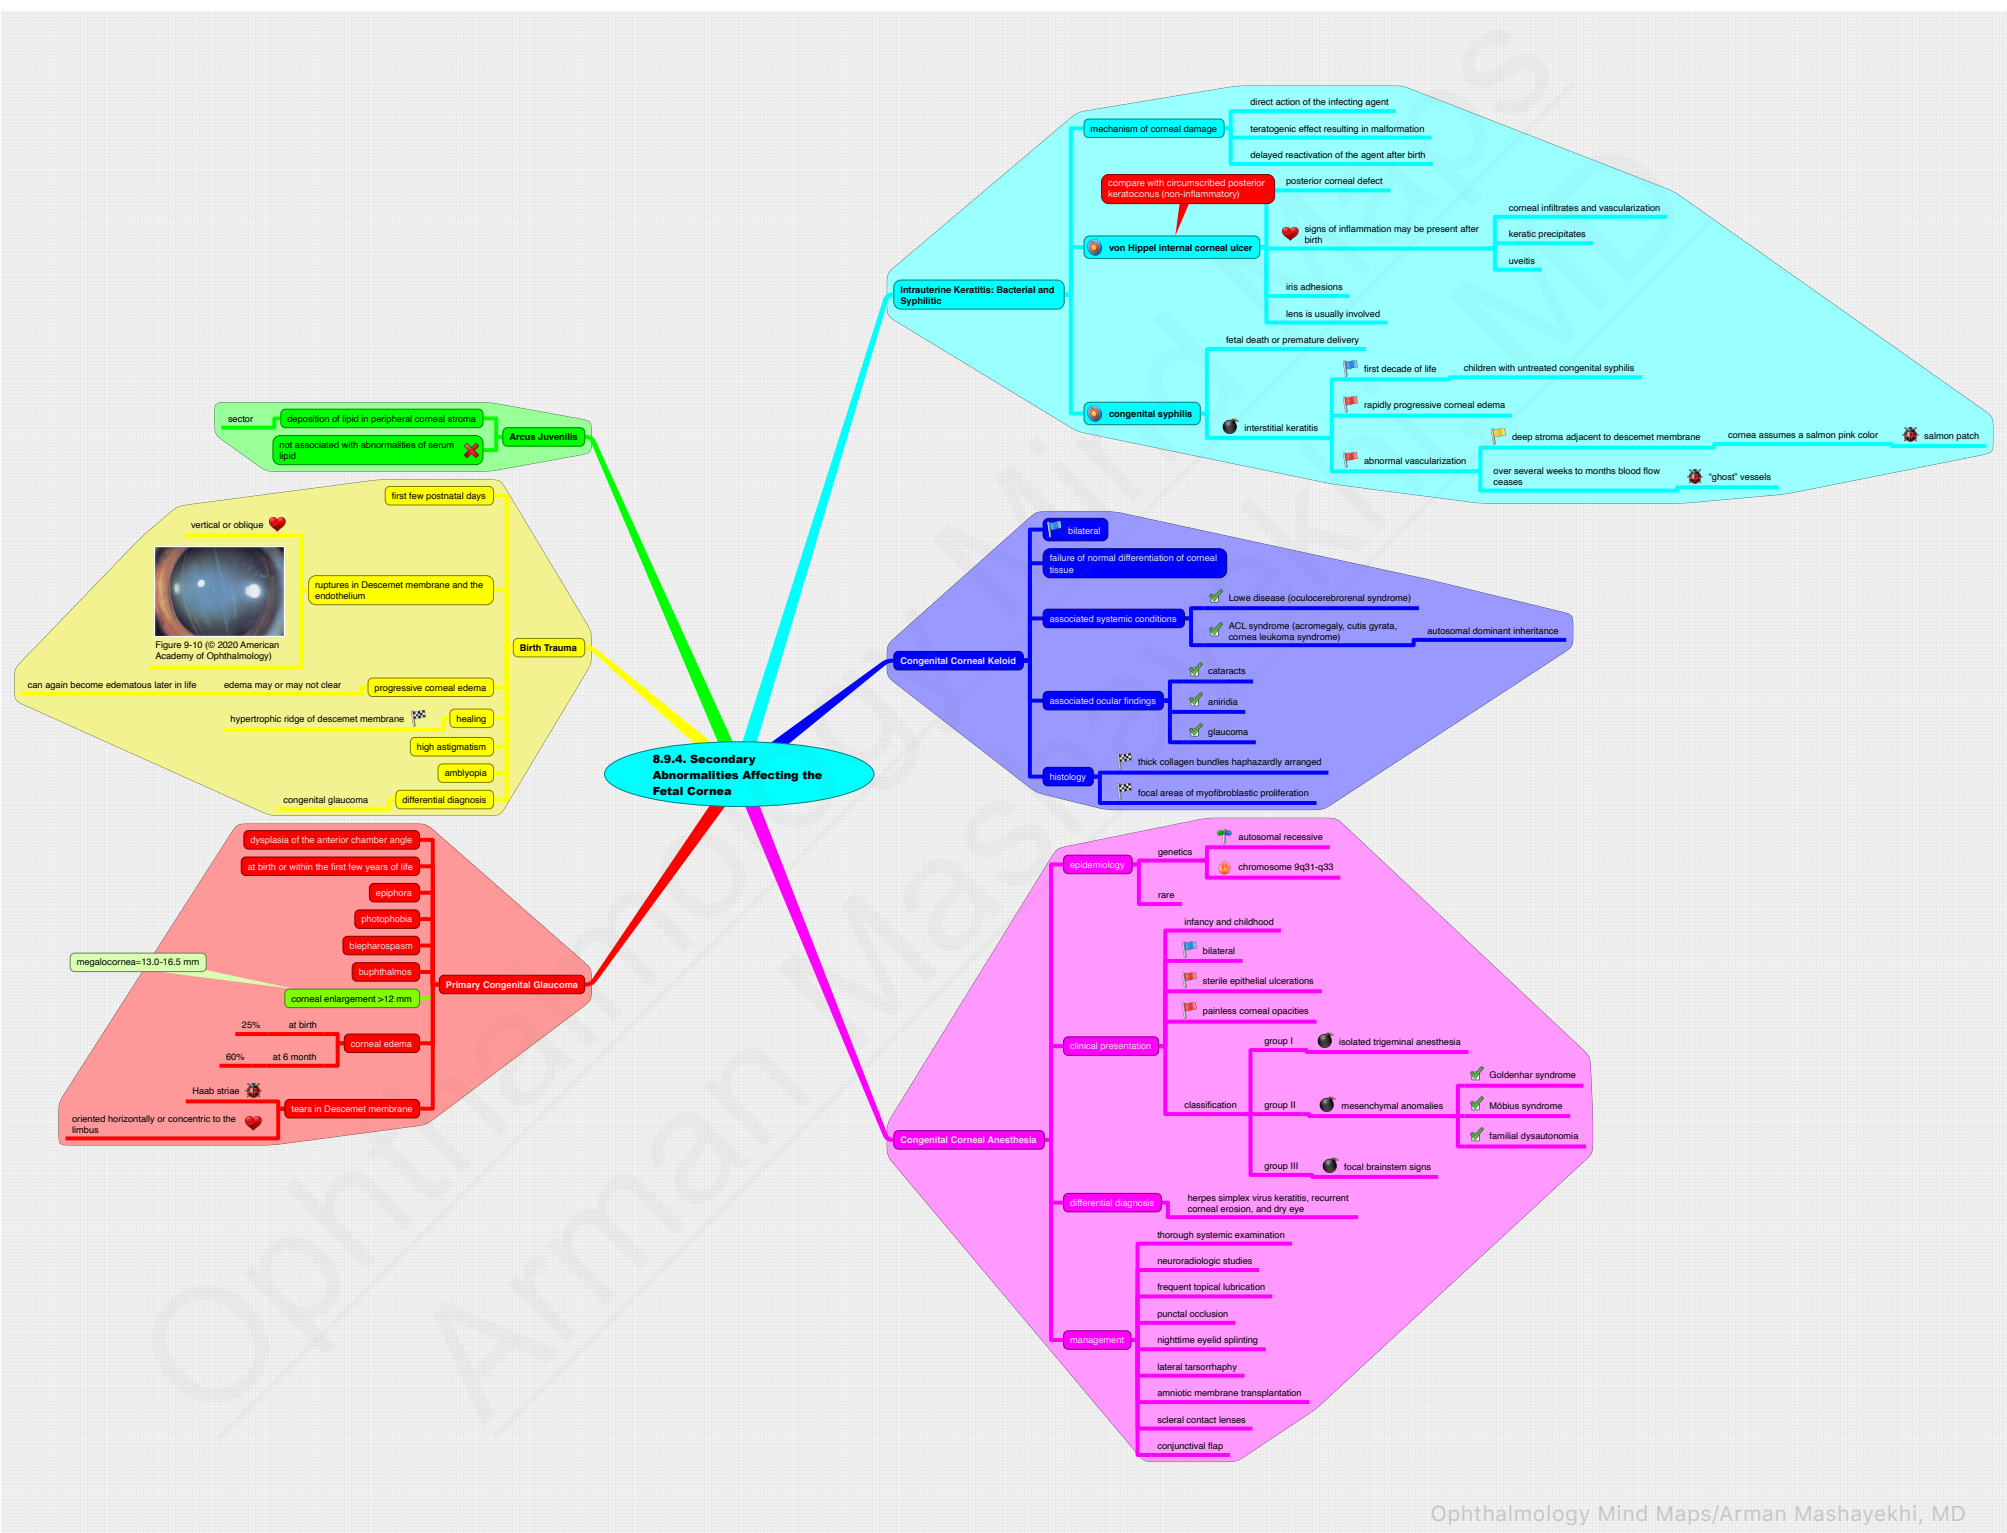 8.9.4. Secondary
Abnormalities Affecting the
Fetal Cornea
Intrauterine Keratitis: Bacterial and
Syphilitic
mechanism of corneal damage
direct action of the infecting agent
teratogenic effect resulting in malformation
delayed reactivation of the agent after birth
compare with circumscribed posterior
keratoconus (non-inflammatory)
von Hippel internal corneal ulcer
posterior corneal defect
signs of inflammation may be present after
birth
corneal infiltrates and vascularization
keratic precipitates
uveitis
iris adhesions
lens is usually involved
congenital syphilis
fetal death or premature delivery
interstitial keratitis
first decade of life
children with untreated congenital syphilis
rapidly progressive corneal edema
abnormal vascularization
deep stroma adjacent to descemet membrane
cornea assumes a salmon pink color
salmon patch
over several weeks to months blood flow
ceases
"ghost" vessels
Congenital Corneal Keloid
bilateral
failure of normal differentiation of corneal
tissue
associated systemic conditions
Lowe disease (oculocerebrorenal syndrome)
ACL syndrome (acromegaly, cutis gyrata,
cornea leukoma syndrome)
autosomal dominant inheritance
associated ocular findings
cataracts
aniridia
glaucoma
histology
thick collagen bundles haphazardly arranged
focal areas of myofibroblastic proliferation
Congenital Corneal Anesthesia
epidemiology
genetics
autosomal recessive
chromosome 9q31-q33
rare
clinical presentation
infancy and childhood
bilateral
sterile epithelial ulcerations
painless corneal opacities
classification
group I
isolated trigeminal anesthesia
group II
mesenchymal anomalies
Goldenhar syndrome
Möbius syndrome
familial dysautonomia
group III
focal brainstem signs
differential diagnosis
herpes simplex virus keratitis, recurrent
corneal erosion, and dry eye
management
thorough systemic examination
neuroradiologic studies
frequent topical lubrication
punctal occlusion
nighttime eyelid splinting
lateral tarsorrhaphy
amniotic membrane transplantation
scleral contact lenses
conjunctival flap
Arcus Juvenilis
deposition of lipid in peripheral corneal stroma
sector
not associated with abnormalities of serum
lipid
Birth Trauma
first few postnatal days
ruptures in Descemet membrane and the
endothelium
vertical or oblique
Figure 9-10 (© 2020 American
Academy of Ophthalmology)
progressive corneal edema
edema may or may not clear
can again become edematous later in life
healing
hypertrophic ridge of descemet membrane
high astigmatism
amblyopia
differential diagnosis
congenital glaucoma
Primary Congenital Glaucoma
dysplasia of the anterior chamber angle
at birth or within the first few years of life
epiphora
photophobia
blepharospasm
buphthalmos
corneal enlargement >12 mm
megalocornea=13.0-16.5 mm
corneal edema
at birth
25%
at 6 month
60%
tears in Descemet membrane
Haab striae
oriented horizontally or concentric to the
limbus
Ophthalmology Mind Maps
Arman Mashayekhi, MD
Ophthalmology Mind Maps/Arman Mashayekhi, MD